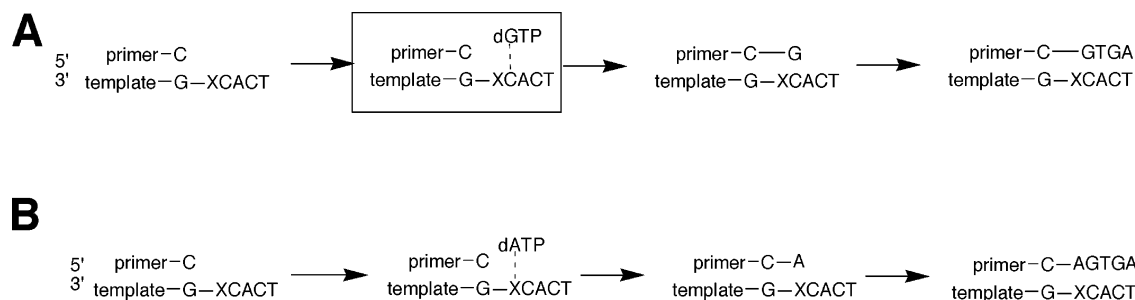 A
dGTP
5' primer–C primer–C primer–C—G primer–C—GTGA
3' template–G–XCACT template–G–XCACT template–G–XCACT template–G–XCACT
B
dATP
5' primer–C primer–C primer–C–A primer–C–AGTGA
3' template–G–XCACT template–G–XCACT template–G–XCACT template–G–XCACT